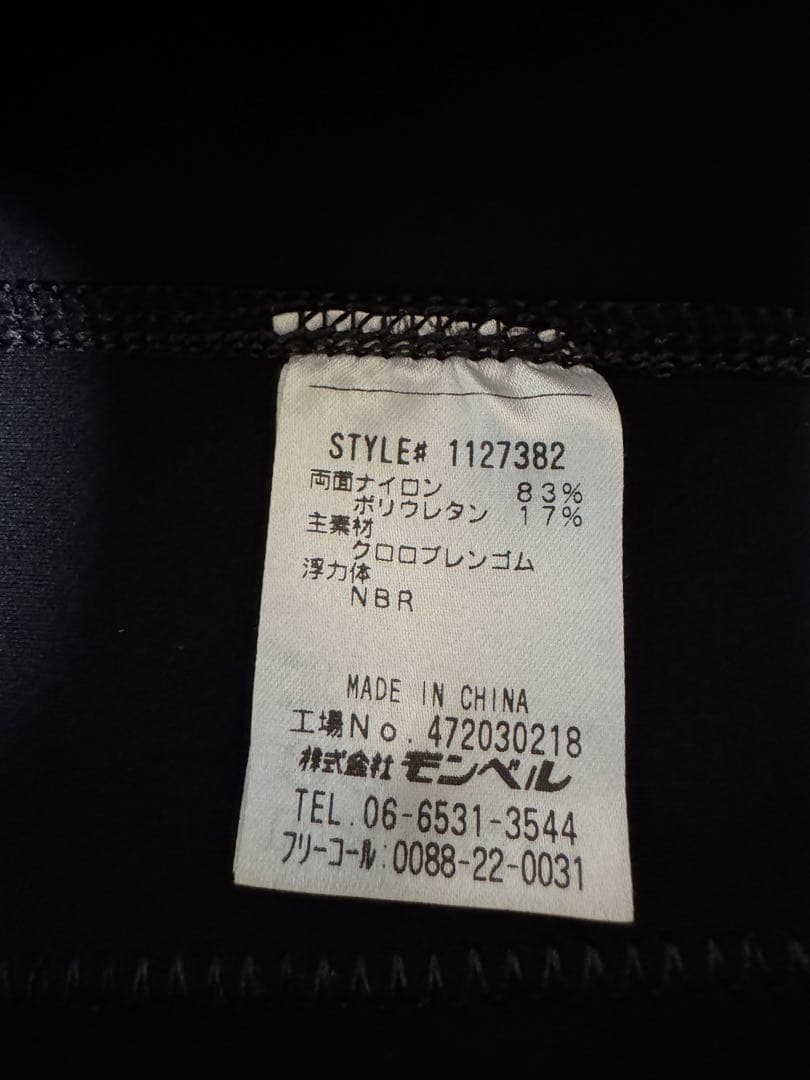 STYLE# 1127382
両面ナイロン 83%
ポリウレタン 17%
主素材
クロロプレンゴム
浮力体
NBR
MADE IN CHINA
工場No. 472030218
株式会社 モンベル
TEL. 06-6531-3544
フリーコール:0088-22-0031